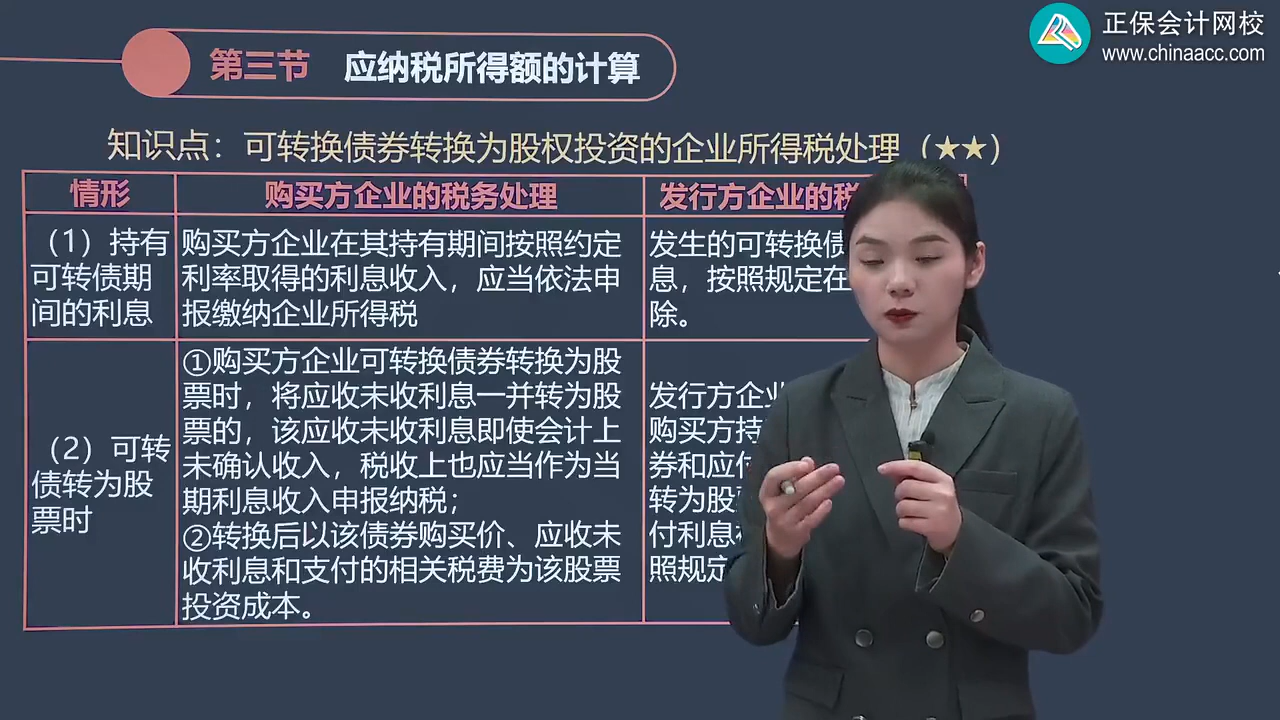 正保会计网校
www.chinaacc.com
第三节 应纳税所得额的计算
知识点：可转换债券转换为股权投资的企业所得税处理（★★）
情形
购买方企业的税务处理
发行方企业的税
（1）持有
可转债期
间的利息
购买方企业在其持有期间按照约定
利率取得的利息收入，应当依法申
报缴纳企业所得税
发生的可转换债
息，按照规定在
除。
（2）可转
债转为股
票时
①购买方企业可转换债券转换为股
票时，将应收未收利息一并转为股
票的，该应收未收利息即使会计上
未确认收入，税收上也应当作为当
期利息收入申报纳税；
②转换后以该债券购买价、应收未
收利息和支付的相关税费为该股票
投资成本。
发行方企业
购买方持
券和应付
转为股
付利息
照规定